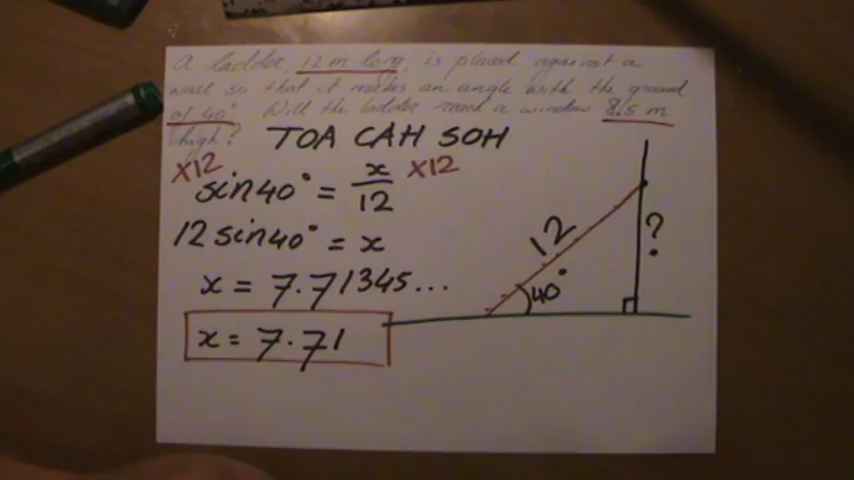 A ladder, 12 m long, is placed against a
wall so that it makes an angle with the ground
of 40°. Will the ladder reach a window 8.5 m
high?
TOA CAH SOH
×12 sin40° = x/12 ×12
12 sin40° = x
x = 7.71345...
x = 7.71
12
40°
?